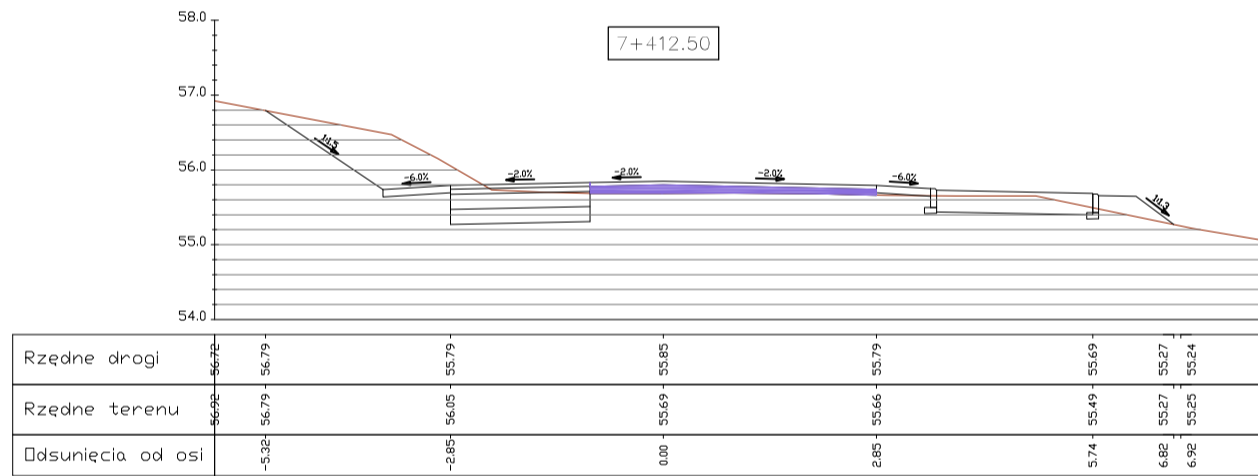 58.0
7+412.50
57.0
1:1.5
56.0
-6.0% -2.0% -2.0% -2.0% -6.0%
1:1.3
55.0
54.0
Rzędne drogi 56.72 56.79 55.79 55.85 55.79 55.69 55.27 55.24
Rzędne terenu 56.92 56.79 56.05 55.69 55.66 55.49 55.27 55.25
Odsunięcia od osi -5.32 -2.85 0.00 2.85 5.74 6.82 6.92